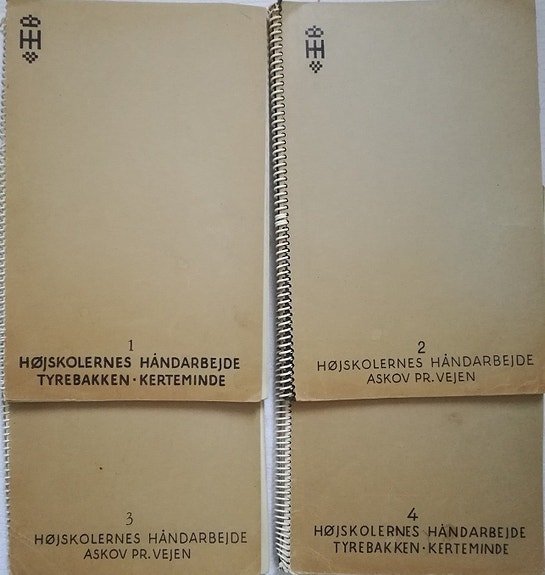 1
HØJSKOLERNES HÅNDARBEJDE
TYREBAKKEN · KERTEMINDE
2
HØJSKOLERNES HÅNDARBEJDE
ASKOV PR. VEJEN
3
HØJSKOLERNES HÅNDARBEJDE
ASKOV PR. VEJEN
4
HØJSKOLERNES HÅNDARBEJDE
TYREBAKKEN · KERTEMINDE